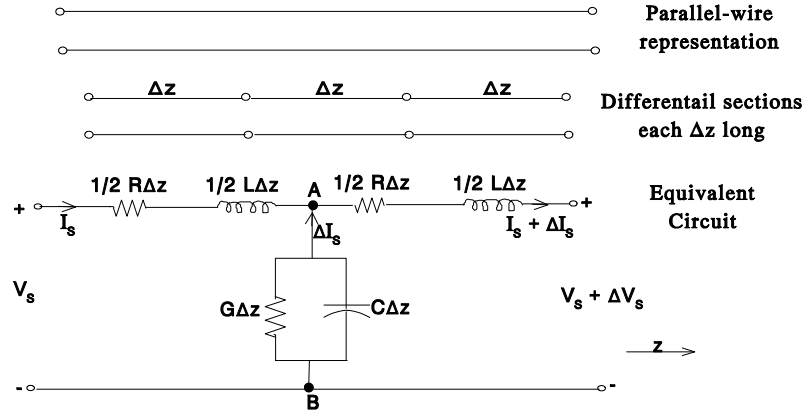 Parallel-wire
representation
Δz Δz Δz
Differentail sections
each Δz long
1/2 RΔz 1/2 LΔz A 1/2 RΔz 1/2 LΔz
Equivalent
Circuit
+ +
Is ΔIs Is + ΔIs
Vs GΔz CΔz Vs + ΔVs
z
- -
B